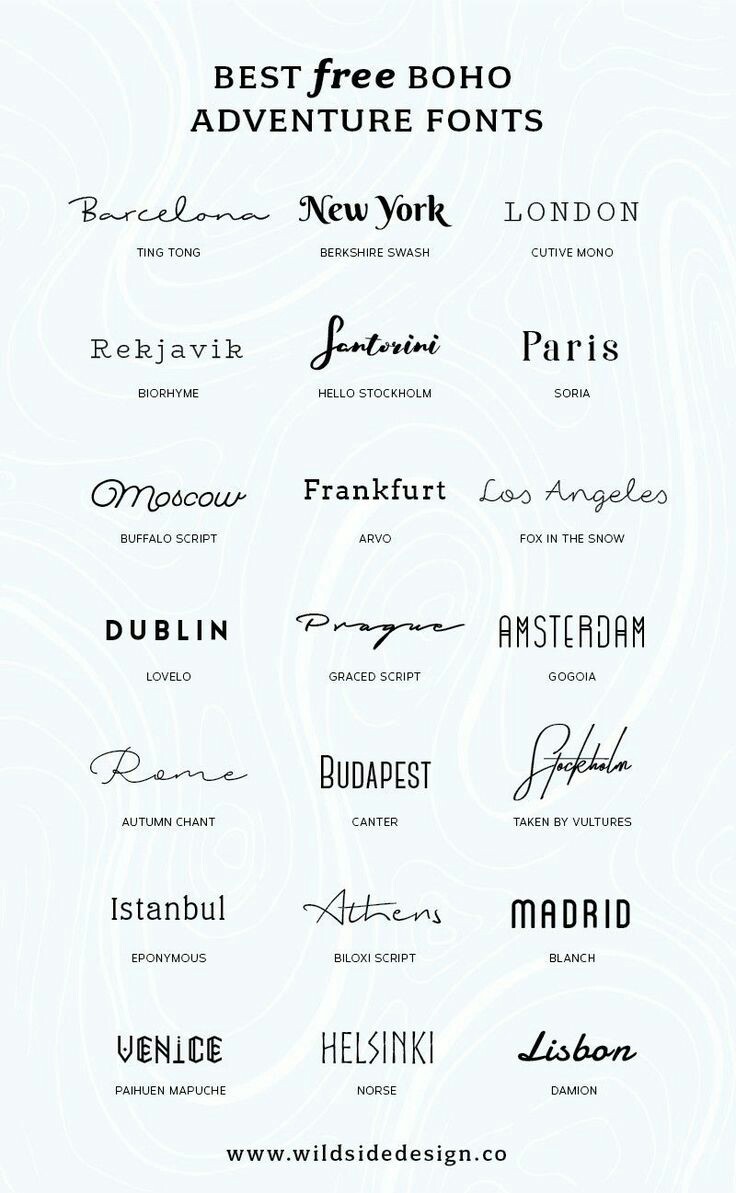 BEST free BOHO
ADVENTURE FONTS
Barcelona New York LONDON
TING TONG BERKSHIRE SWASH CUTIVE MONO
Rekjavik Santorini Paris
BIORHYME HELLO STOCKHOLM SORIA
Moscow Frankfurt Los Angeles
BUFFALO SCRIPT ARVO FOX IN THE SNOW
DUBLIN Prague AMSTERDAM
LOVELO GRACED SCRIPT GOGOIA
Rome BUDAPEST Stockholm
AUTUMN CHANT CANTER TAKEN BY VULTURES
Istanbul Athens MADRID
EPONYMOUS BILOXI SCRIPT BLANCH
VENICE HELSINKI Lisbon
PAIHUEN MAPUCHE NORSE DAMION
www.wildsidedesign.co